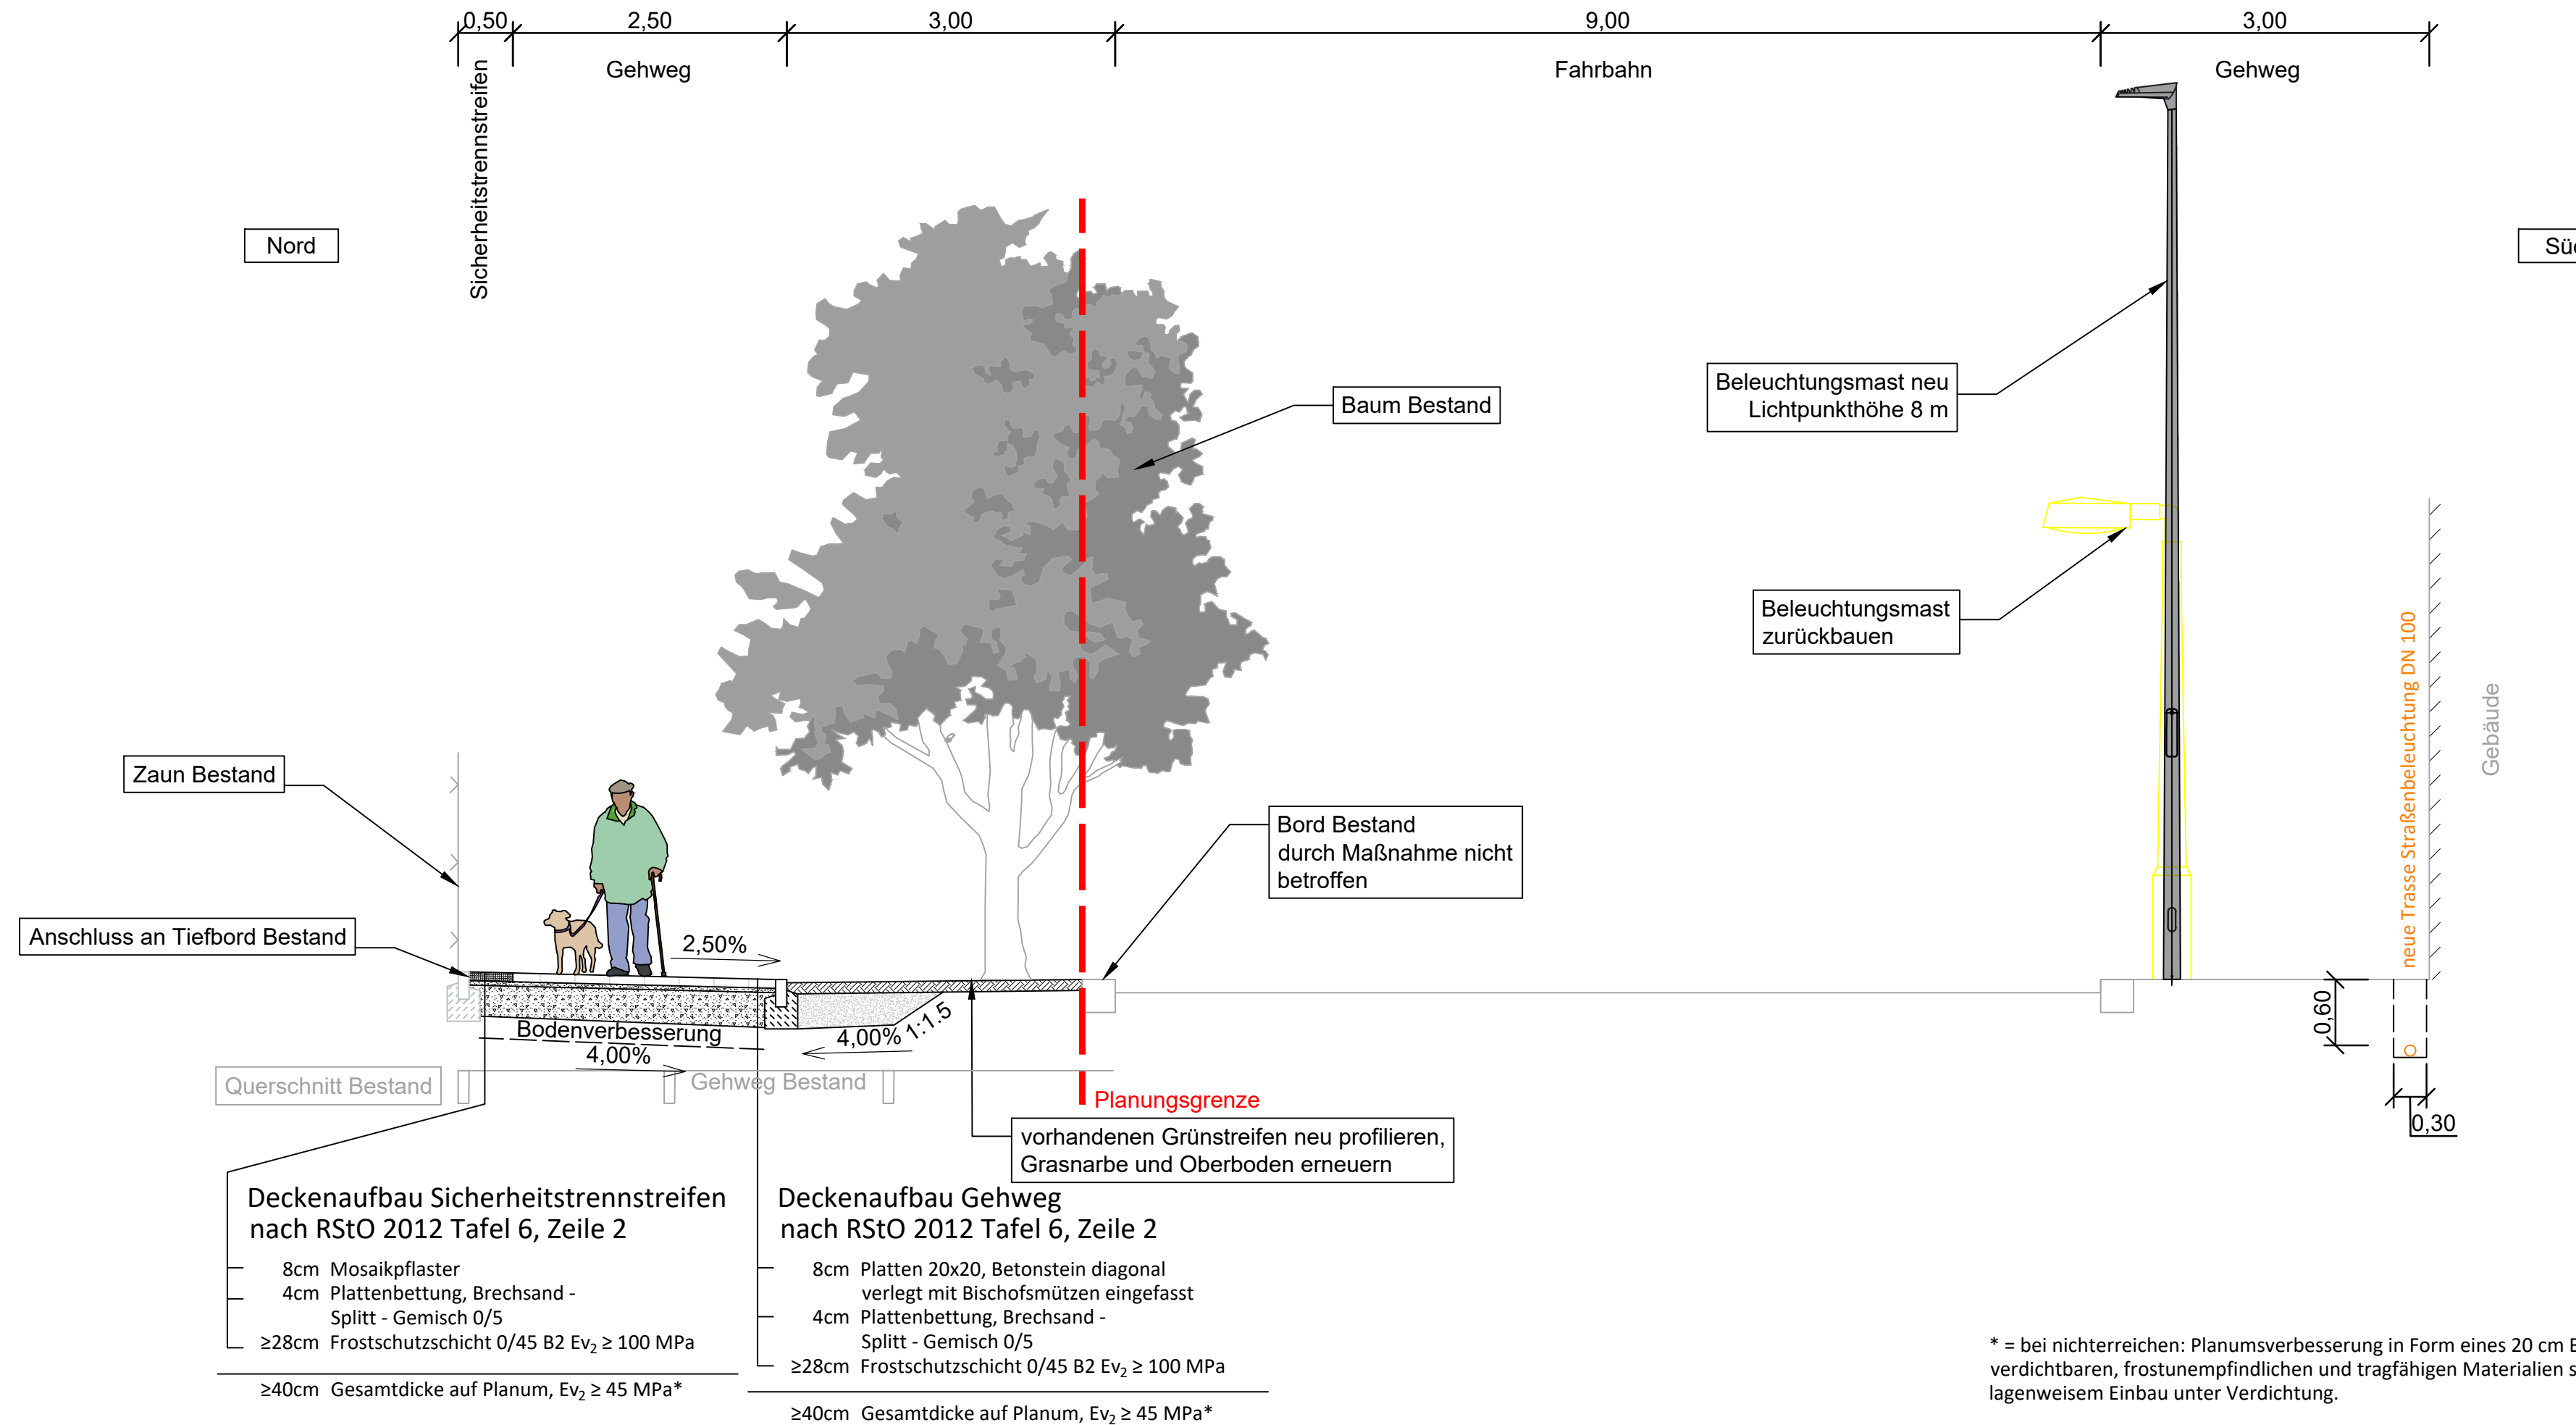 0,50
2,50
3,00
9,00
3,00
Sicherheitstrennstreifen
Gehweg
Fahrbahn
Gehweg
Nord
Baum Bestand
Beleuchtungsmast neu
Lichtpunkthöhe 8 m
Beleuchtungsmast
zurückbauen
neue Trasse Straßenbeleuchtung DN 100
Gebäude
Zaun Bestand
Bord Bestand
durch Maßnahme nicht
betroffen
Anschluss an Tiefbord Bestand
2,50%
Bodenverbesserung
4,00%
4,00%
1:1.5
0,60
0,30
Querschnitt Bestand
Gehweg Bestand
Planungsgrenze
vorhandenen Grünstreifen neu profilieren,
Grasnarbe und Oberboden erneuern
Deckenaufbau Sicherheitstrennstreifen
nach RStO 2012 Tafel 6, Zeile 2
8cm Mosaikpflaster
4cm Plattenbettung, Brechsand -
Splitt - Gemisch 0/5
≥28cm Frostschutzschicht 0/45 B2 Ev₂ ≥ 100 MPa
≥40cm Gesamtdicke auf Planum, Ev₂ ≥ 45 MPa*
Deckenaufbau Gehweg
nach RStO 2012 Tafel 6, Zeile 2
8cm Platten 20x20, Betonstein diagonal
verlegt mit Bischofsmützen eingefasst
4cm Plattenbettung, Brechsand -
Splitt - Gemisch 0/5
≥28cm Frostschutzschicht 0/45 B2 Ev₂ ≥ 100 MPa
≥40cm Gesamtdicke auf Planum, Ev₂ ≥ 45 MPa*
* = bei nichterreichen: Planumsverbesserung in Form eines 20 cm
verdichtbaren, frostunempfindlichen und tragfähigen Materialien
lagenweisem Einbau unter Verdichtung.